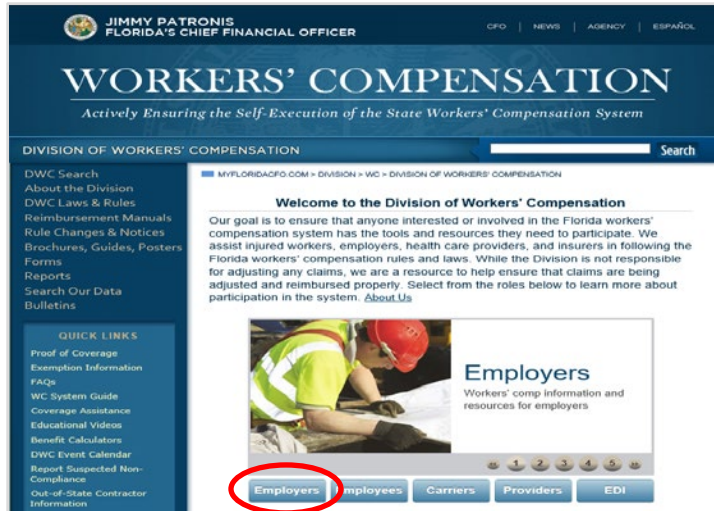 JIMMY PATRONIS
FLORIDA'S CHIEF FINANCIAL OFFICER
CFO | NEWS | AGENCY | ESPAÑOL
WORKERS' COMPENSATION
Actively Ensuring the Self-Execution of the State Workers' Compensation System
DIVISION OF WORKERS' COMPENSATION
Search
DWC Search
About the Division
DWC Laws & Rules
Reimbursement Manuals
Rule Changes & Notices
Brochures, Guides, Posters
Forms
Reports
Search Our Data
Bulletins
QUICK LINKS
Proof of Coverage
Exemption Information
FAQs
WC System Guide
Coverage Assistance
Educational Videos
Benefit Calculators
DWC Event Calendar
Report Suspected Non-
Compliance
Out-of-State Contractor
Information
MYFLORIDACFO.COM > DIVISION > WC > DIVISION OF WORKERS' COMPENSATION
Welcome to the Division of Workers' Compensation
Our goal is to ensure that anyone interested or involved in the Florida workers'
compensation system has the tools and resources they need to participate. We
assist injured workers, employers, health care providers, and insurers in following the
Florida workers' compensation rules and laws. While the Division is not responsible
for adjusting any claims, we are a resource to help ensure that claims are being
adjusted and reimbursed properly. Select from the roles below to learn more about
participation in the system. About Us
Employers
Workers' comp information and
resources for employers
« 1 2 3 4 5 »
Employers Employees Carriers Providers EDI